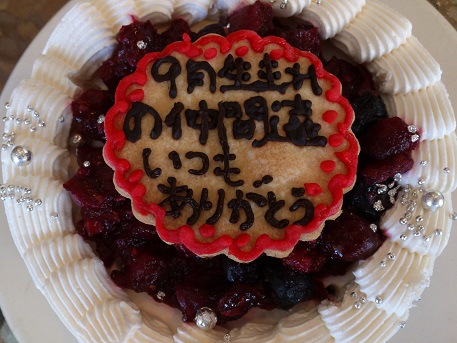 9月生まれ
の仲間達
いつも
ありがとう